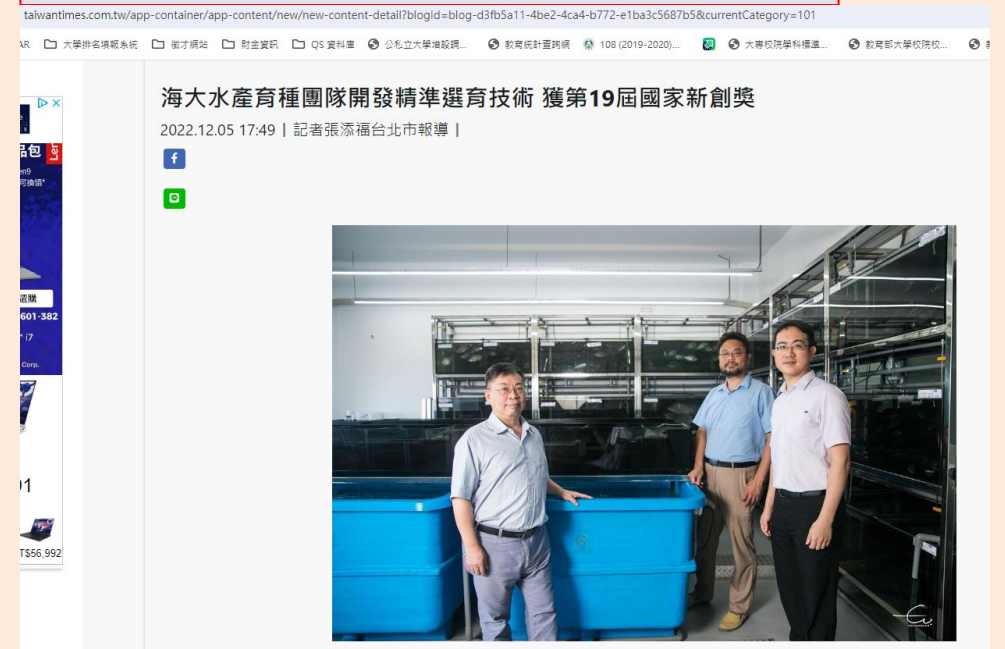 taiwantimes.com.tw/app-container/app-content/new/new-content-detail?blogId=blog-d3fb5a11-4be2-4ca4-b772-e1ba3c5687b5&currentCategory=101
AR 大學排名填報系統 徵才網站 財金資訊 QS 資料庫 公私立大學增設調... 教育統計查詢網 108 (2019-2020)... 大專校院學科標準... 教育部大學校院校...
海大水產育種團隊開發精準選育技術 獲第19屆國家新創獎
2022.12.05 17:49 | 記者張添福台北市報導 |
品包
n9
可換領*
選購
601-382
i7
Corp.
91
T$56,992